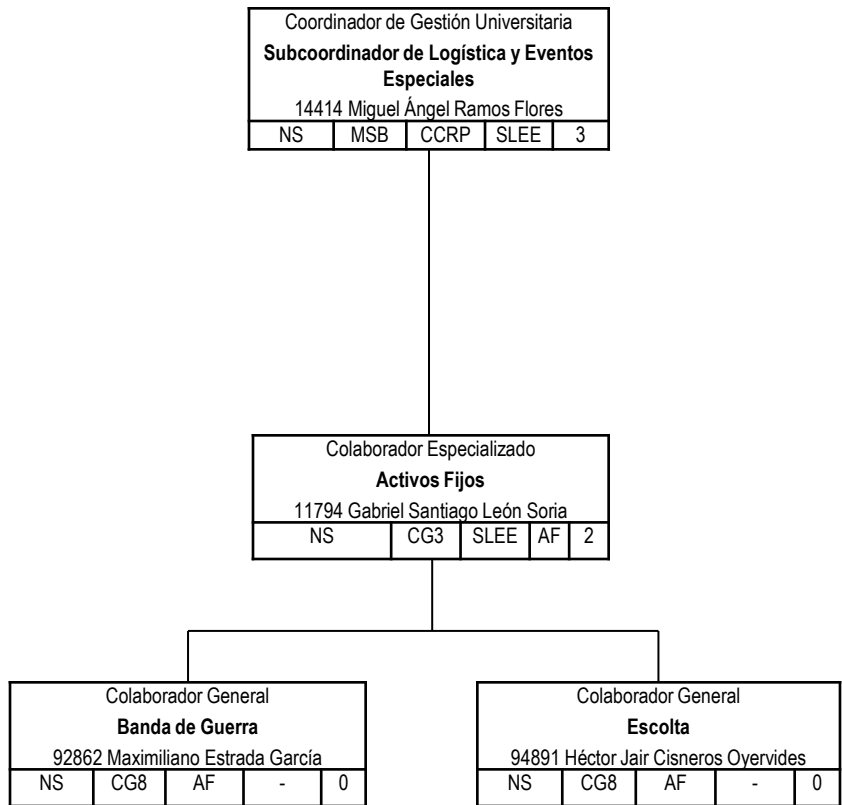 Coordinador de Gestión Universitaria
Subcoordinador de Logística y Eventos
Especiales
14414 Miguel Ángel Ramos Flores
NS MSB CCRP SLEE 3
Colaborador Especializado
Activos Fijos
11794 Gabriel Santiago León Soria
NS CG3 SLEE AF 2
Colaborador General
Banda de Guerra
92862 Maximiliano Estrada García
NS CG8 AF - 0
Colaborador General
Escolta
94891 Héctor Jair Cisneros Oyervides
NS CG8 AF - 0